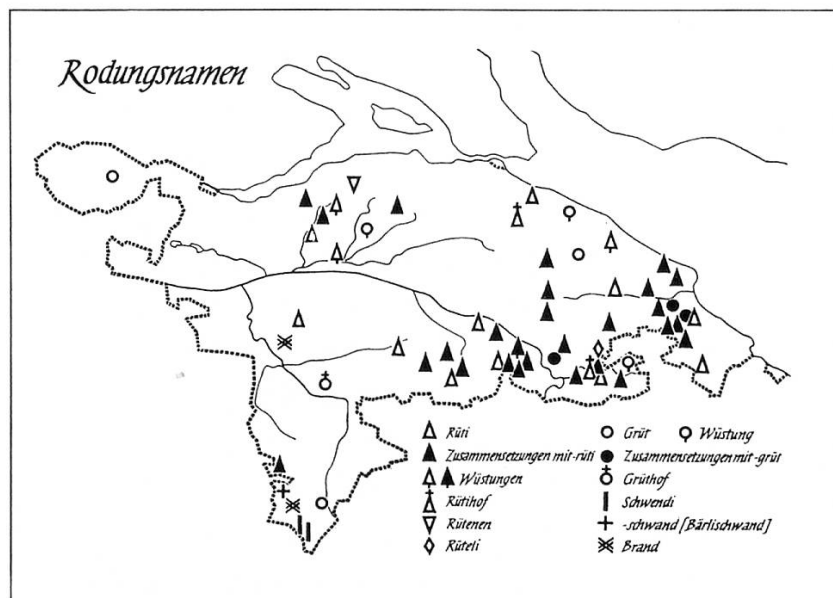 Rodungsnamen
Rüti
Zusammensetzungen mit -rüti
Wüstungen
Rütihof
Rütenen
Rüteli
Grüt
Wüstung
Zusammensetzungen mit -grüt
Grüthof
Schwendi
-schwand [Bärlischwand]
Brand